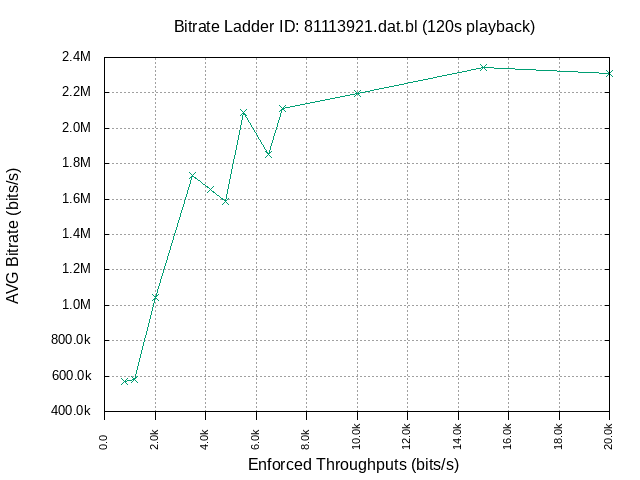 Bitrate Ladder ID: 81113921.dat.bl (120s playback)
2.4M
2.2M
2.0M
1.8M
1.6M
1.4M
1.2M
1.0M
800.0k
600.0k
400.0k
AVG Bitrate (bits/s)
0.0
2.0k
4.0k
6.0k
8.0k
10.0k
12.0k
14.0k
16.0k
18.0k
20.0k
Enforced Throughputs (bits/s)